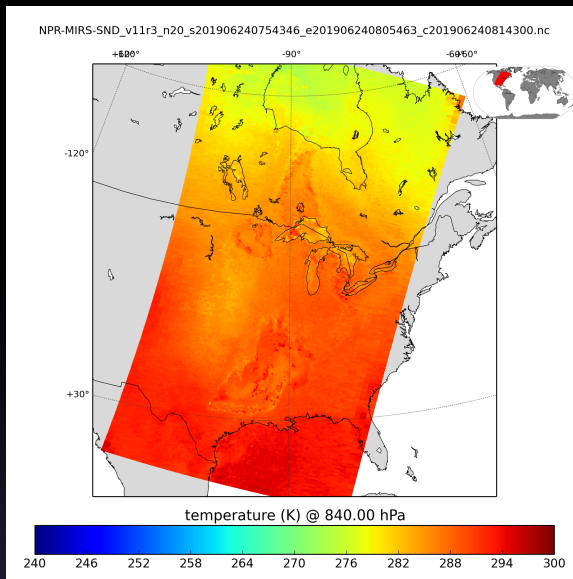 NPR-MIRS-SND_v11r3_n20_s201906240754346_e201906240805463_c201906240814300.nc
-90°
-120°
+30°
temperature (K) @ 840.00 hPa
240 246 252 258 264 270 276 282 288 294 300